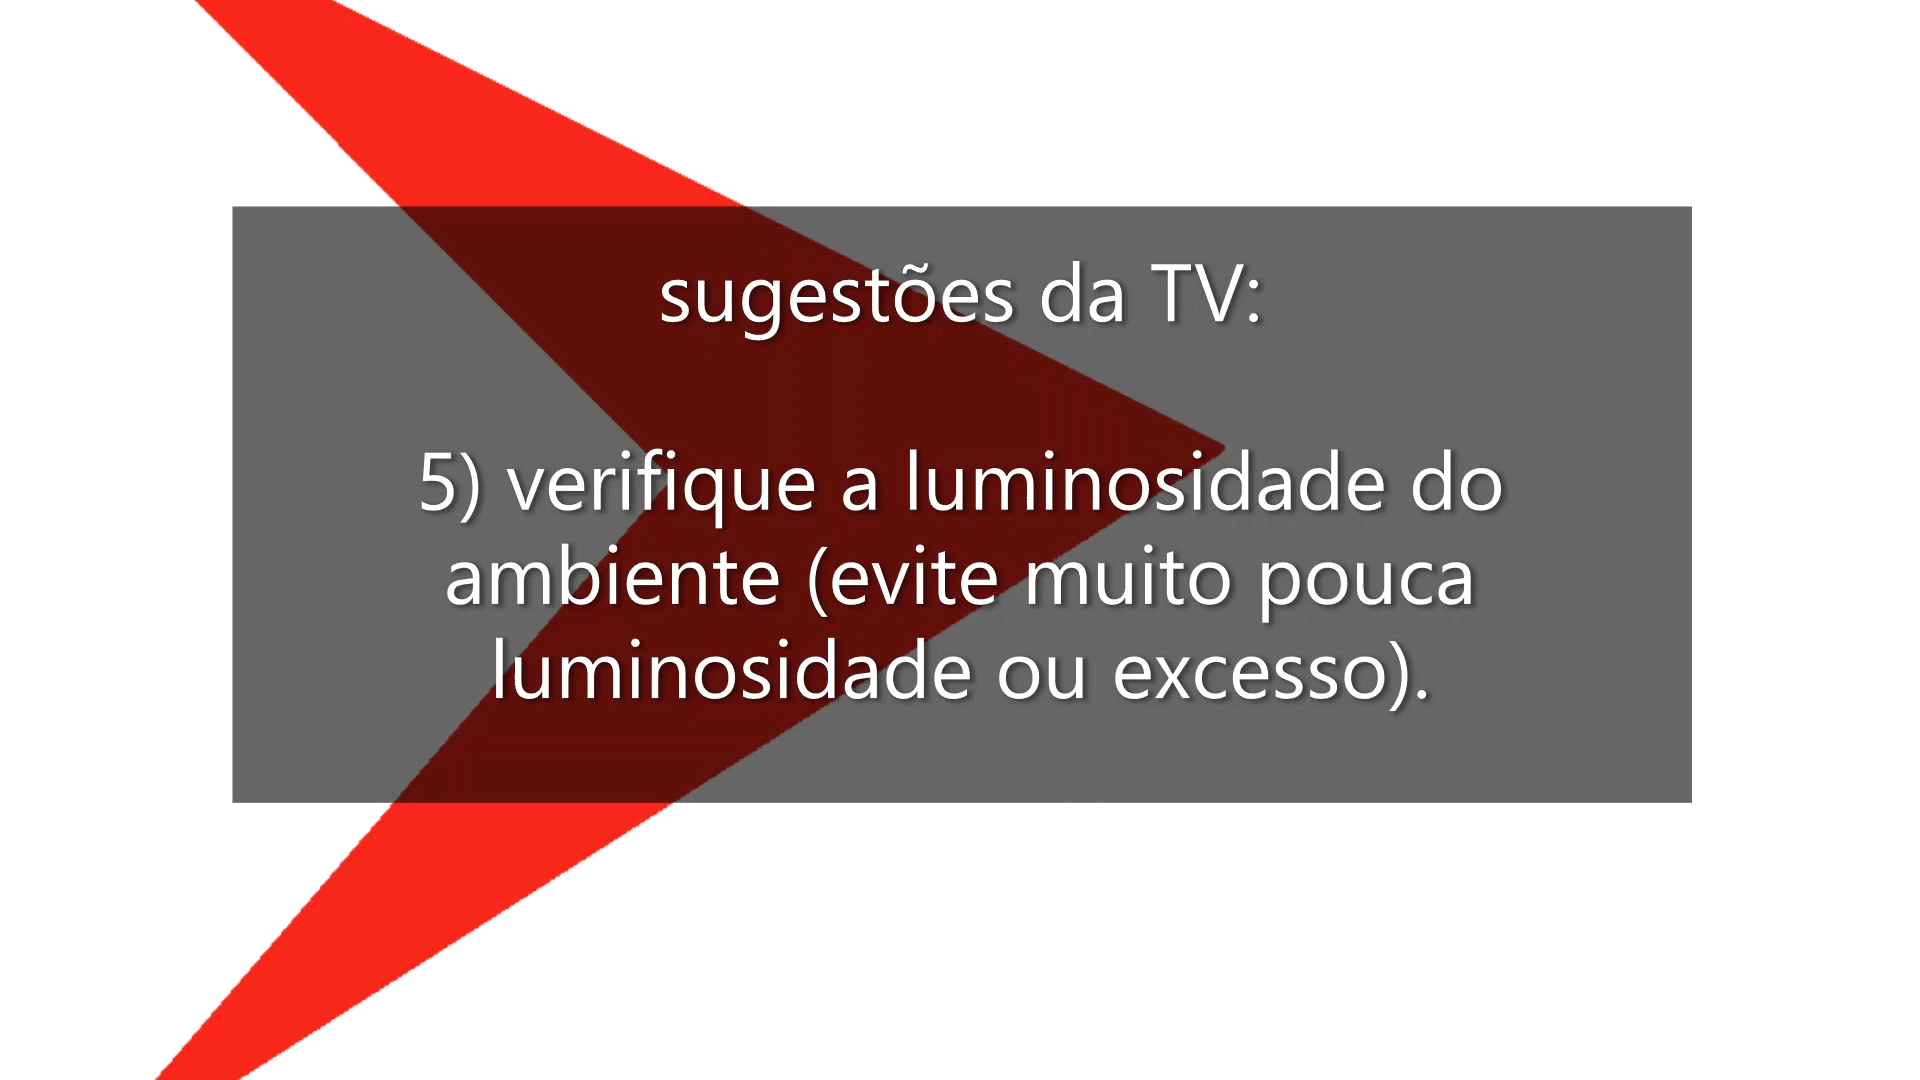 sugestões da TV:
5) verifique a luminosidade do
ambiente (evite muito pouca
luminosidade ou excesso).